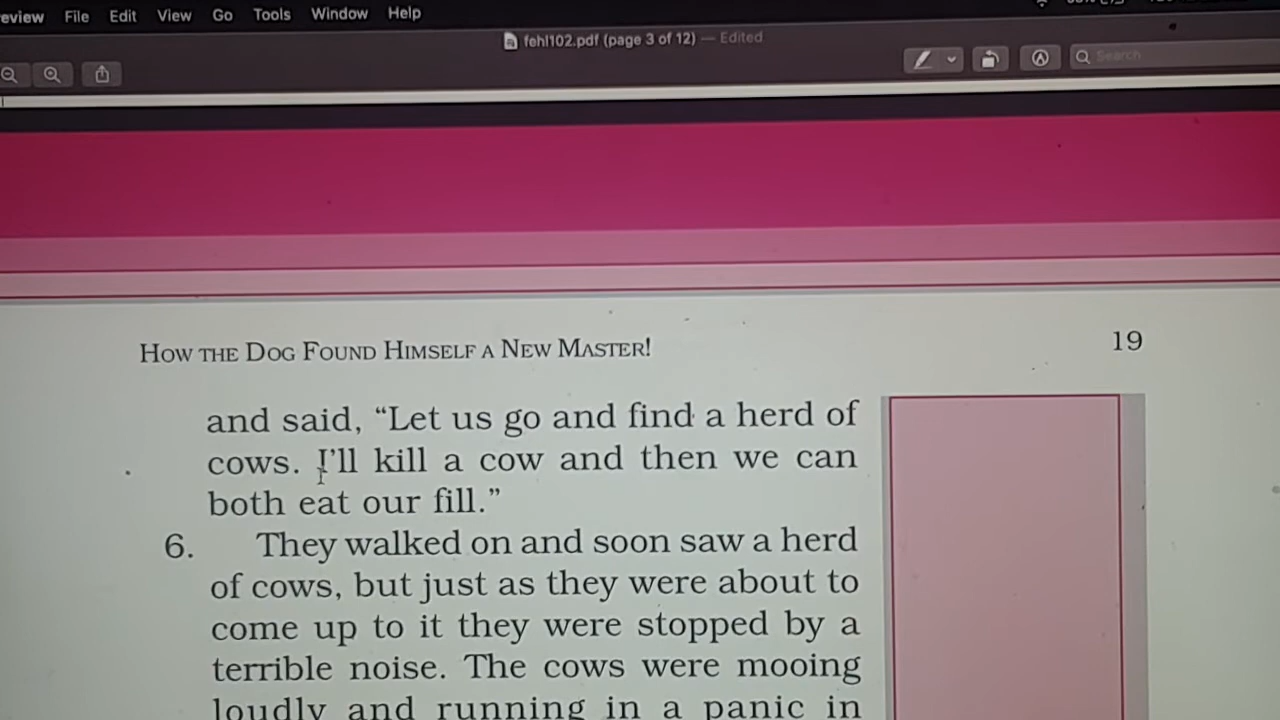 File Edit View Go Tools Window Help
fehl102.pdf (page 3 of 12) — Edited
Search
HOW THE DOG FOUND HIMSELF A NEW MASTER!
19
and said, “Let us go and find a herd of
cows. I’ll kill a cow and then we can
both eat our fill.”
6. They walked on and soon saw a herd
of cows, but just as they were about to
come up to it they were stopped by a
terrible noise. The cows were mooing
loudly and running in a panic in